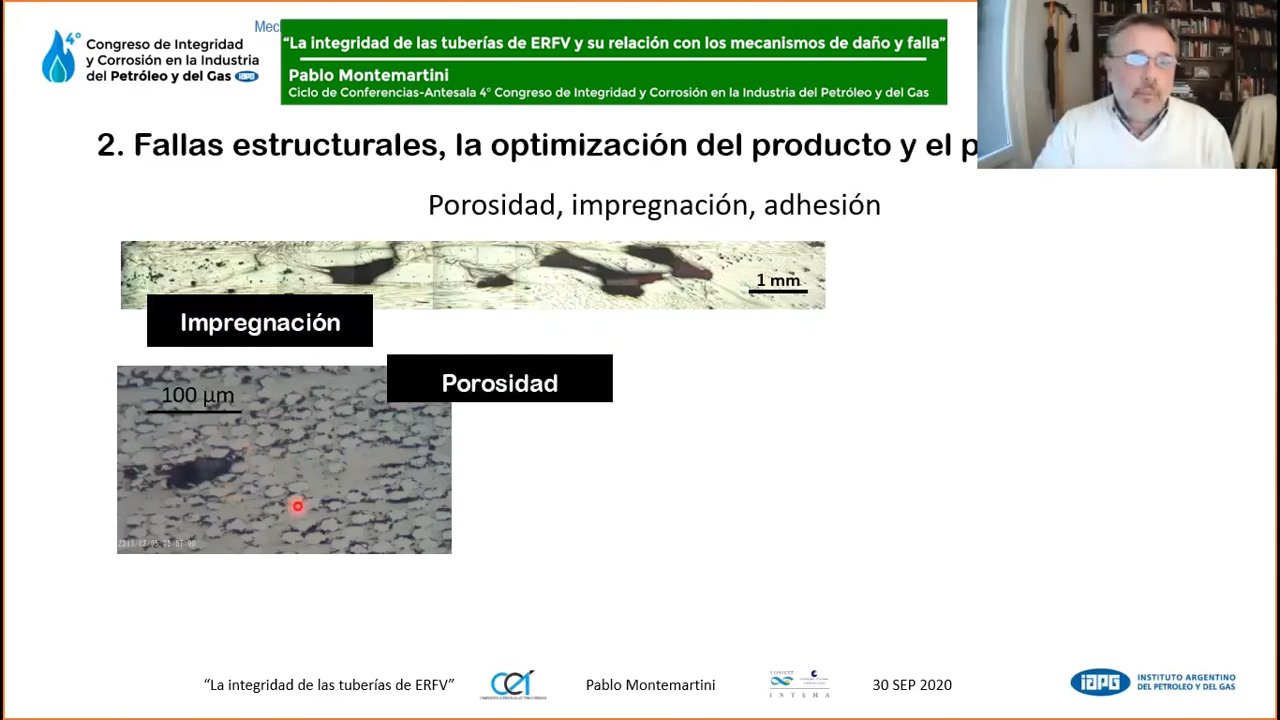 Mec
4°
Congreso de Integridad
y Corrosión en la Industria
del Petróleo y del Gas iapg
“La integridad de las tuberías de ERFV y su relación con los mecanismos de daño y falla”
Pablo Montemartini
Ciclo de Conferencias-Antesala 4° Congreso de Integridad y Corrosión en la Industria del Petróleo y del Gas
2. Fallas estructurales, la optimización del producto y el p
Porosidad, impregnación, adhesión
1 mm
Impregnación
Porosidad
100 µm
“La integridad de las tuberías de ERFV”
Pablo Montemartini
CONICET
INTEMA
30 SEP 2020
iapg
INSTITUTO ARGENTINO
DEL PETROLEO Y DEL GAS